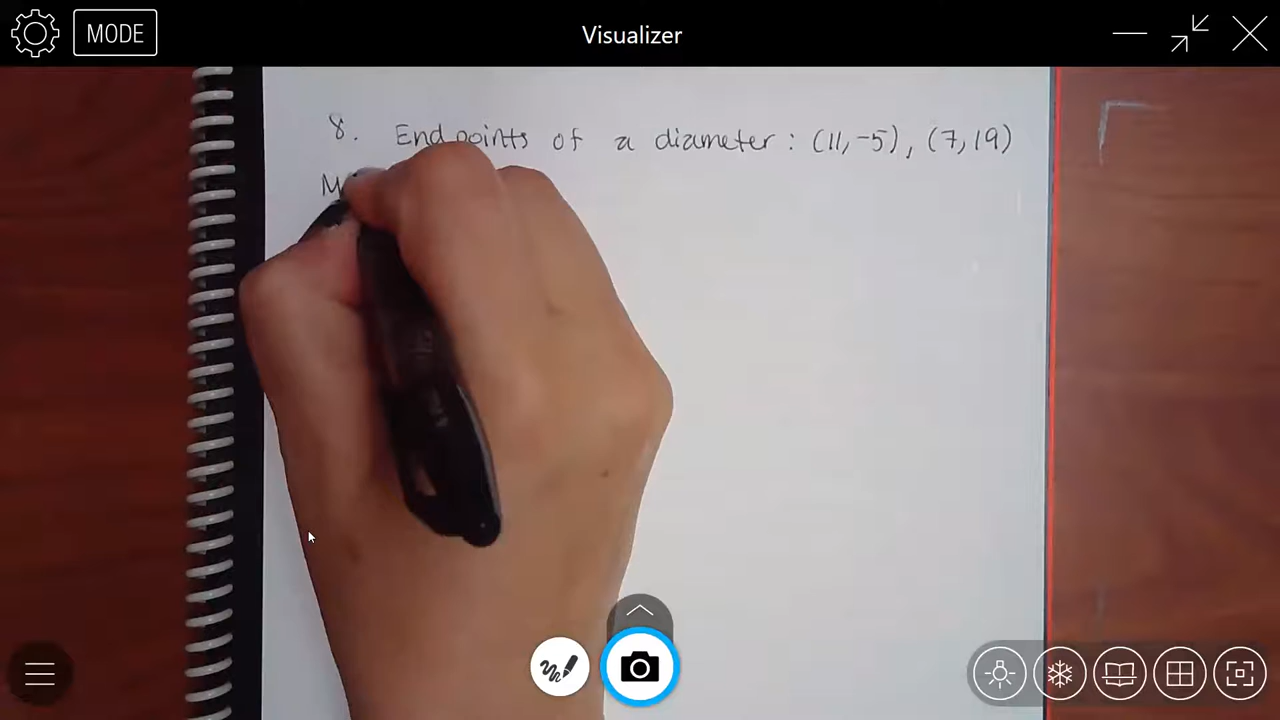 MODE
Visualizer
8. Endpoints of a diameter: (11,-5), (7,19)